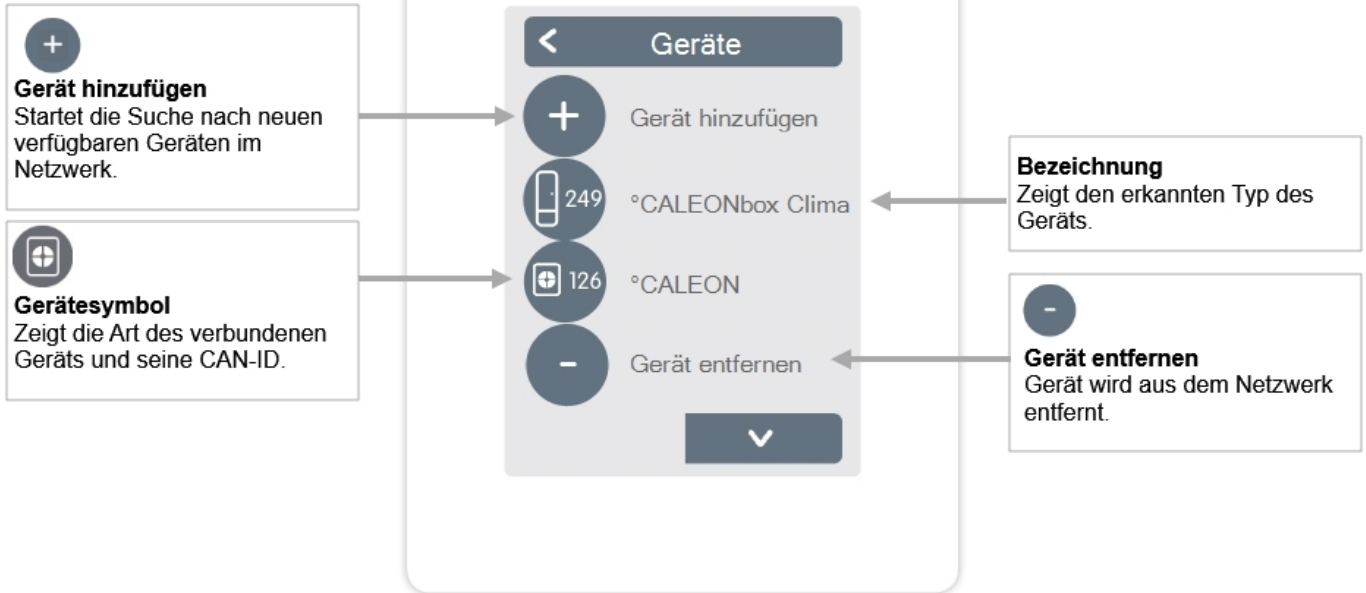 +
Gerät hinzufügen
Startet die Suche nach neuen
verfügbaren Geräten im
Netzwerk.
Gerätesymbol
Zeigt die Art des verbundenen
Geräts und seine CAN-ID.
< Geräte
+ Gerät hinzufügen
249 °CALEONbox Clima
126 °CALEON
- Gerät entfernen
Bezeichnung
Zeigt den erkannten Typ des
Geräts.
-
Gerät entfernen
Gerät wird aus dem Netzwerk
entfernt.